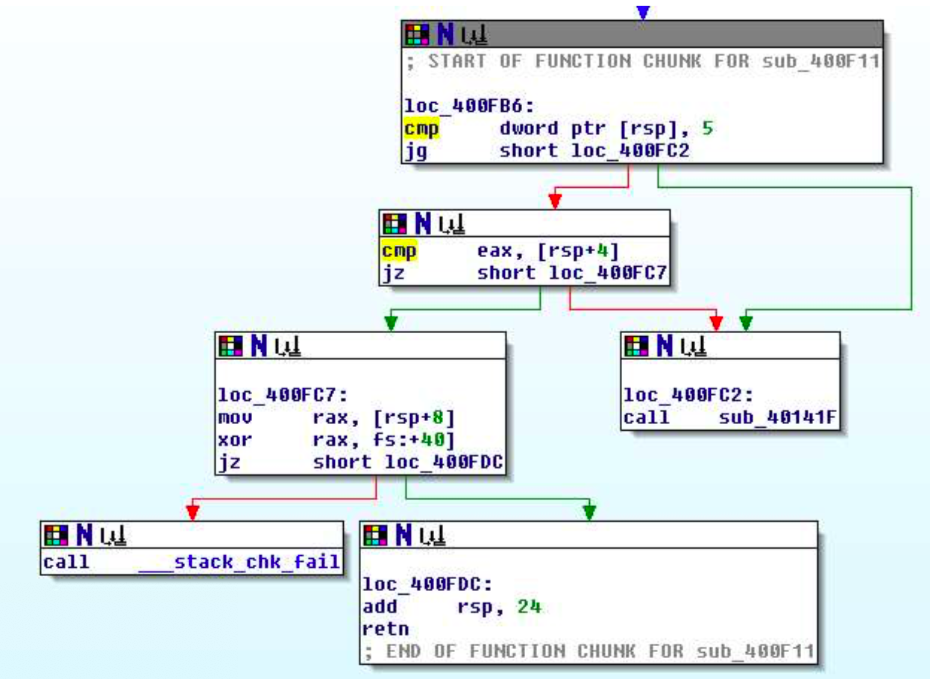 ; START OF FUNCTION CHUNK FOR sub_400F11
loc_400FB6:
cmp dword ptr [rsp], 5
jg short loc_400FC2
cmp eax, [rsp+4]
jz short loc_400FC7
loc_400FC7:
mov rax, [rsp+8]
xor rax, fs:+40]
jz short loc_400FDC
loc_400FC2:
call sub_40141F
call ___stack_chk_fail
loc_400FDC:
add rsp, 24
retn
; END OF FUNCTION CHUNK FOR sub_400F11